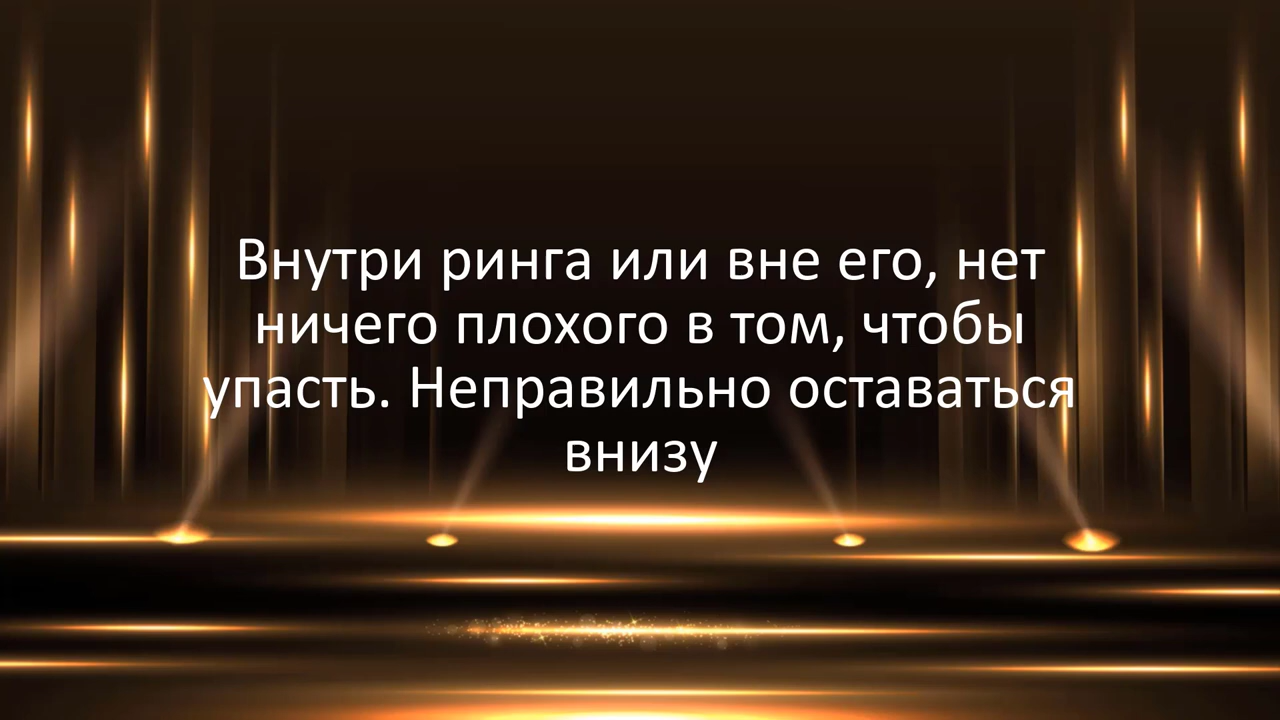 Внутри ринга или вне его, нет
ничего плохого в том, чтобы
упасть. Неправильно оставаться
внизу